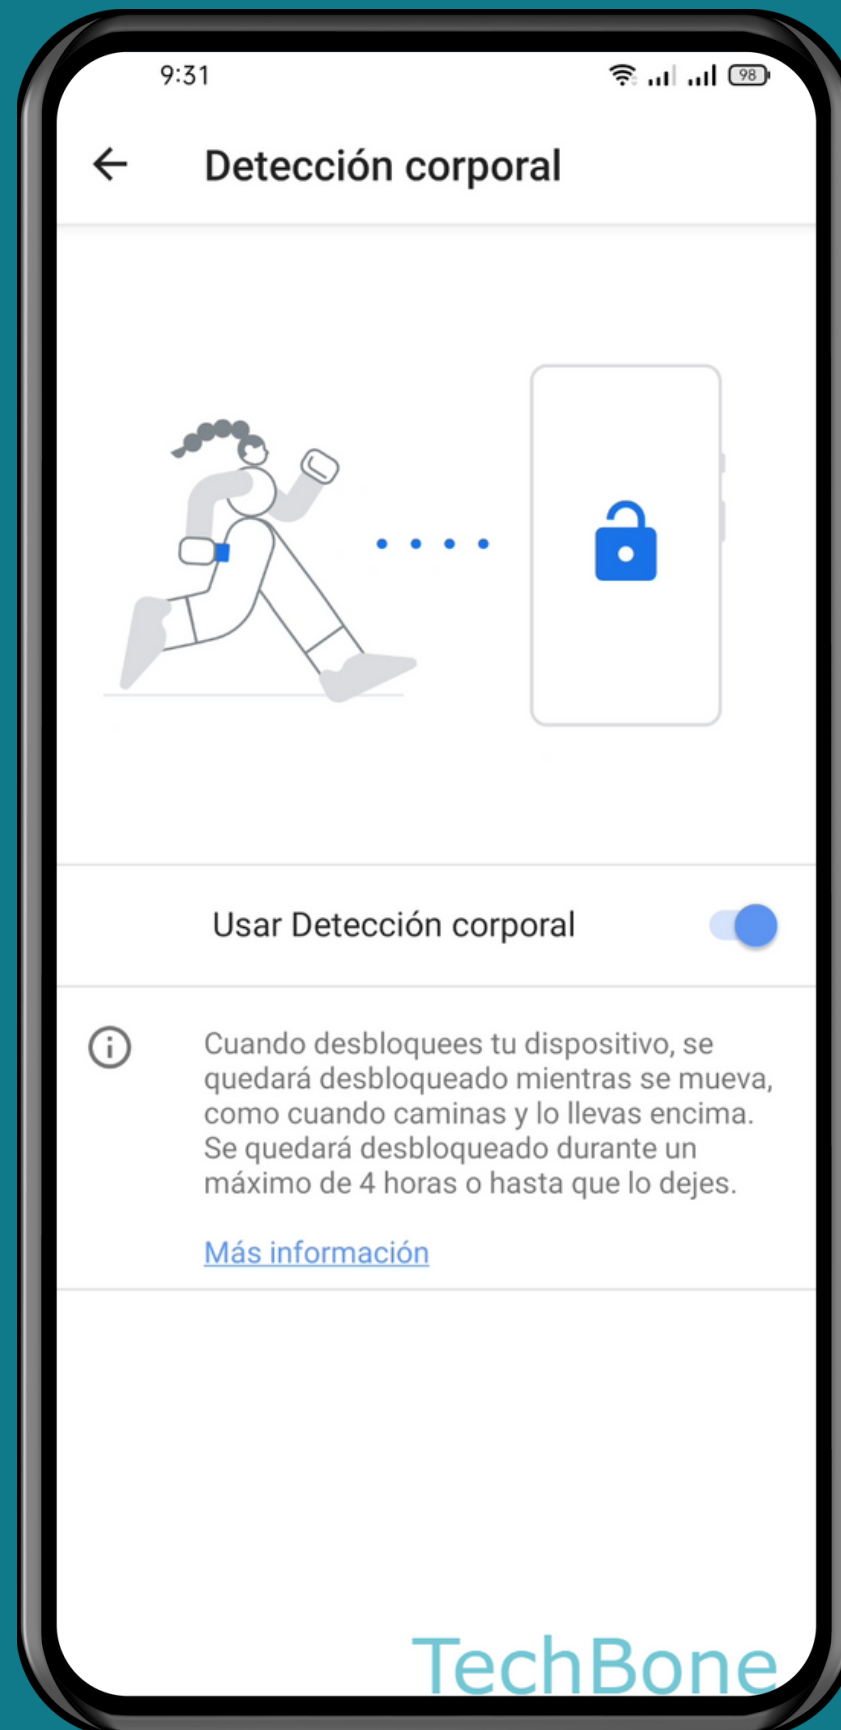 9:31
98
Detección corporal
Usar Detección corporal
Cuando desbloquees tu dispositivo, se
quedará desbloqueado mientras se mueva,
como cuando caminas y lo llevas encima.
Se quedará desbloqueado durante un
máximo de 4 horas o hasta que lo dejes.
Más información
TechBone